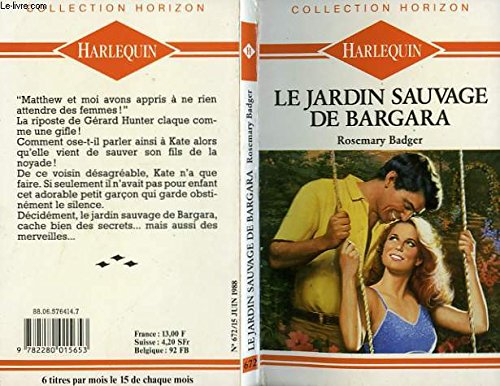 PRIX-Le-livre.com
COLLECTION HORIZON
HARLEQUIN
"Matthew et moi avons appris à ne rien
attendre des femmes!"
La riposte de Gérard Hunter claque com-
me une gifle!
Comment ose-t-il parler ainsi à Kate alors
qu'elle vient de sauver son fils de la
noyade!
De ce voisin désagréable, Kate n'a que
faire. Si seulement il n'avait pas pour enfant
cet adorable petit garçon qui garde obsti-
nément le silence.
Décidément, le jardin sauvage de Bargara,
cache bien des secrets... mais aussi des
merveilles...
88.06.576414.7
9782280015653
France : 13,00 F
Suisse : 4,20 SFr
Belgique : 92 FB
6 titres par mois le 15 de chaque mois
HARLEQUIN
LE JARDIN SAUVAGE DE BARGARA Rosemary Badger
N° 672/15 JUIN 1988
672
COLLECTION HORIZON
H
HARLEQUIN
LE JARDIN SAUVAGE
DE BARGARA
Rosemary Badger